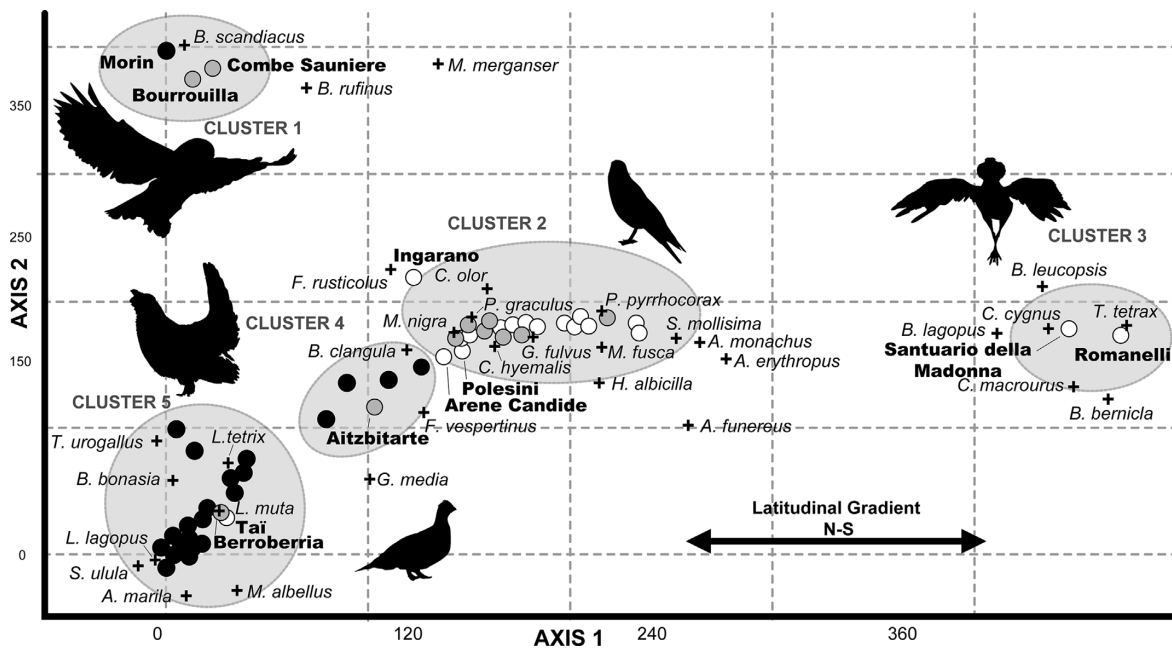 B. scandiacus
Morin
Combe Sauniere
Bourrouilla
CLUSTER 1
M. merganser
B. rufinus
350
250
150
0
AXIS 2
CLUSTER 2
Ingarano
F. rusticolus
C. olor
P. graculus
P. pyrrhocorax
M. nigra
S. mollisima
A. monachus
B. clangula
G. fulvus
M. fusca
A. erythropus
C. hyemalis
H. albicilla
Polesini
Arene Candide
Aitzbitarte
F. vespertinus
A. funereus
G. media
CLUSTER 3
B. leucopsis
C. cygnus
T. tetrax
B. lagopus
Santuario della
Madonna
Romanelli
C. macrourus
B. bernicla
CLUSTER 4
CLUSTER 5
T. urogallus
L.tetrix
B. bonasia
L. muta
Taï
Berroberria
L. lagopus
S. ulula
A. marila
M. albellus
Latitudinal Gradient
N-S
0
120
240
360
AXIS 1